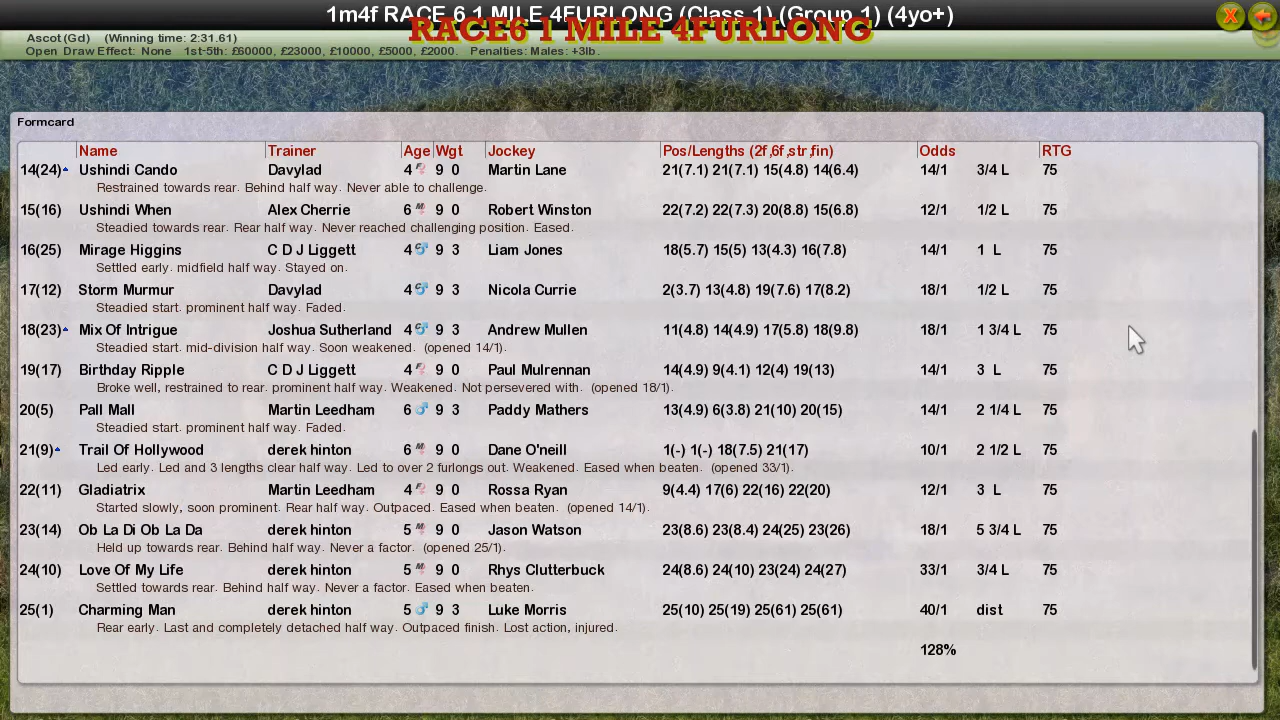 1m4f RACE 6 1 MILE 4FURLONG (Class 1) (Group 1) (4yo+)
RACE6 1 MILE 4FURLONG
Ascot(Gd) (Winning time: 2:31.61)
Open Draw Effect: None. 1st-5th: £60000, £23000, £10000, £5000, £2000. Penalties: Males: +3lb.
Formcard
Name Trainer Age Wgt Jockey Pos/Lengths (2f,6f,str,fin) Odds RTG
14(24) Ushindi Cando Davylad 4 F 9 0 Martin Lane 21(7.1) 21(7.1) 15(4.8) 14(6.4) 14/1 3/4 L 75
Restrained towards rear. Behind half way. Never able to challenge.
15(16) Ushindi When Alex Cherrie 6 M 9 0 Robert Winston 22(7.2) 22(7.3) 20(8.8) 15(6.8) 12/1 1/2 L 75
Steadied towards rear. Rear half way. Never reached challenging position. Eased.
16(25) Mirage Higgins C D J Liggett 4 9 3 Liam Jones 18(5.7) 15(5) 13(4.3) 16(7.8) 14/1 1 L 75
Settled early. midfield half way. Stayed on.
17(12) Storm Murmur Davylad 4 9 3 Nicola Currie 2(3.7) 13(4.8) 19(7.6) 17(8.2) 18/1 1/2 L 75
Steadied start. prominent half way. Faded.
18(23) Mix Of Intrigue Joshua Sutherland 4 9 3 Andrew Mullen 11(4.8) 14(4.9) 17(5.8) 18(9.8) 18/1 1 3/4 L 75
Steadied start. mid-division half way. Soon weakened. (opened 14/1).
19(17) Birthday Ripple C D J Liggett 4 F 9 0 Paul Mulrennan 14(4.9) 9(4.1) 12(4) 19(13) 14/1 3 L 75
Broke well, restrained to rear. prominent half way. Weakened. Not persevered with. (opened 18/1).
20(5) Pall Mall Martin Leedham 6 9 3 Paddy Mathers 13(4.9) 6(3.8) 21(10) 20(15) 14/1 2 1/4 L 75
Steadied start. prominent half way. Faded.
21(9) Trail Of Hollywood derek hinton 6 M 9 0 Dane O'neill 1(-) 1(-) 18(7.5) 21(17) 10/1 2 1/2 L 75
Led early. Led and 3 lengths clear half way. Led to over 2 furlongs out. Weakened. Eased when beaten. (opened 33/1).
22(11) Gladiatrix Martin Leedham 4 F 9 0 Rossa Ryan 9(4.4) 17(6) 22(16) 22(20) 12/1 3 L 75
Started slowly, soon prominent. Rear half way. Outpaced. Eased when beaten. (opened 14/1).
23(14) Ob La Di Ob La Da derek hinton 5 M 9 0 Jason Watson 23(8.6) 23(8.4) 24(25) 23(26) 18/1 5 3/4 L 75
Held up towards rear. Behind half way. Never a factor. (opened 25/1).
24(10) Love Of My Life derek hinton 5 M 9 0 Rhys Clutterbuck 24(8.6) 24(10) 23(24) 24(27) 33/1 3/4 L 75
Settled towards rear. Behind half way. Never a factor. Eased when beaten.
25(1) Charming Man derek hinton 5 9 3 Luke Morris 25(10) 25(19) 25(61) 25(61) 40/1 dist 75
Rear early. Last and completely detached half way. Outpaced finish. Lost action, injured.
128%